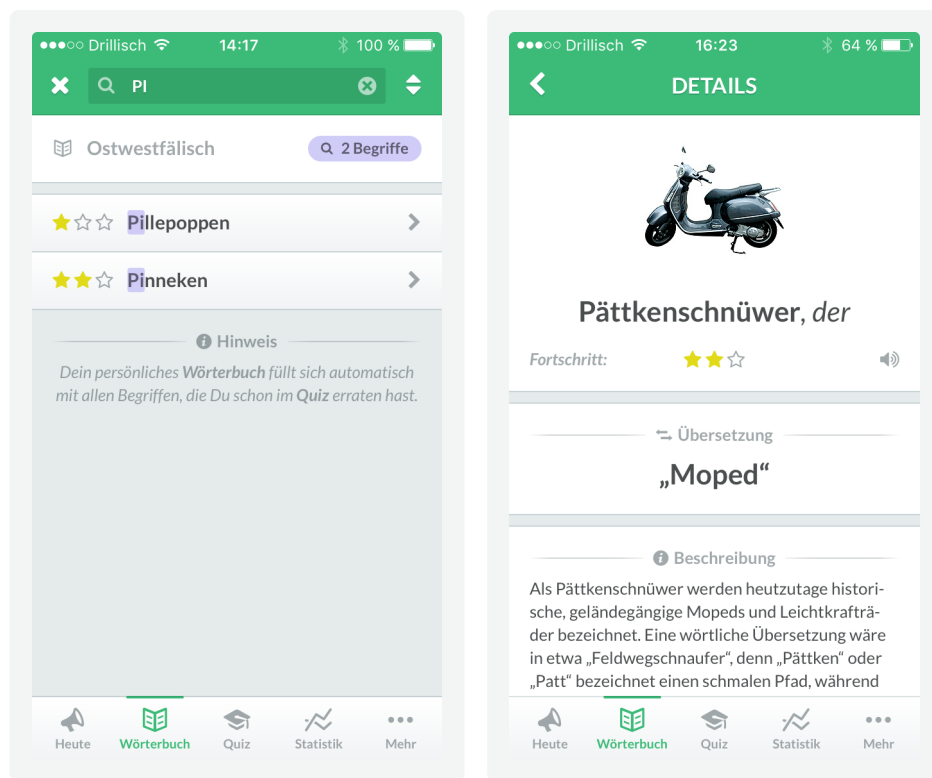 Drillisch 14:17 100 %
PI
Ostwestfälisch 2 Begriffe
Pillepoppen
Pinneken
Hinweis
Dein persönliches Wörterbuch füllt sich automatisch
mit allen Begriffen, die Du schon im Quiz erraten hast.
Heute Wörterbuch Quiz Statistik Mehr
Drillisch 16:23 64 %
DETAILS
Pättkenschnüwer, der
Fortschritt:
Übersetzung
„Moped“
Beschreibung
Als Pättkenschnüwer werden heutzutage histori-
sche, geländegängige Mopeds und Leichtkrafträ-
der bezeichnet. Eine wörtliche Übersetzung wäre
in etwa „Feldwegschnaufer“, denn „Pättken“ oder
„Patt“ bezeichnet einen schmalen Pfad, während
Heute Wörterbuch Quiz Statistik Mehr